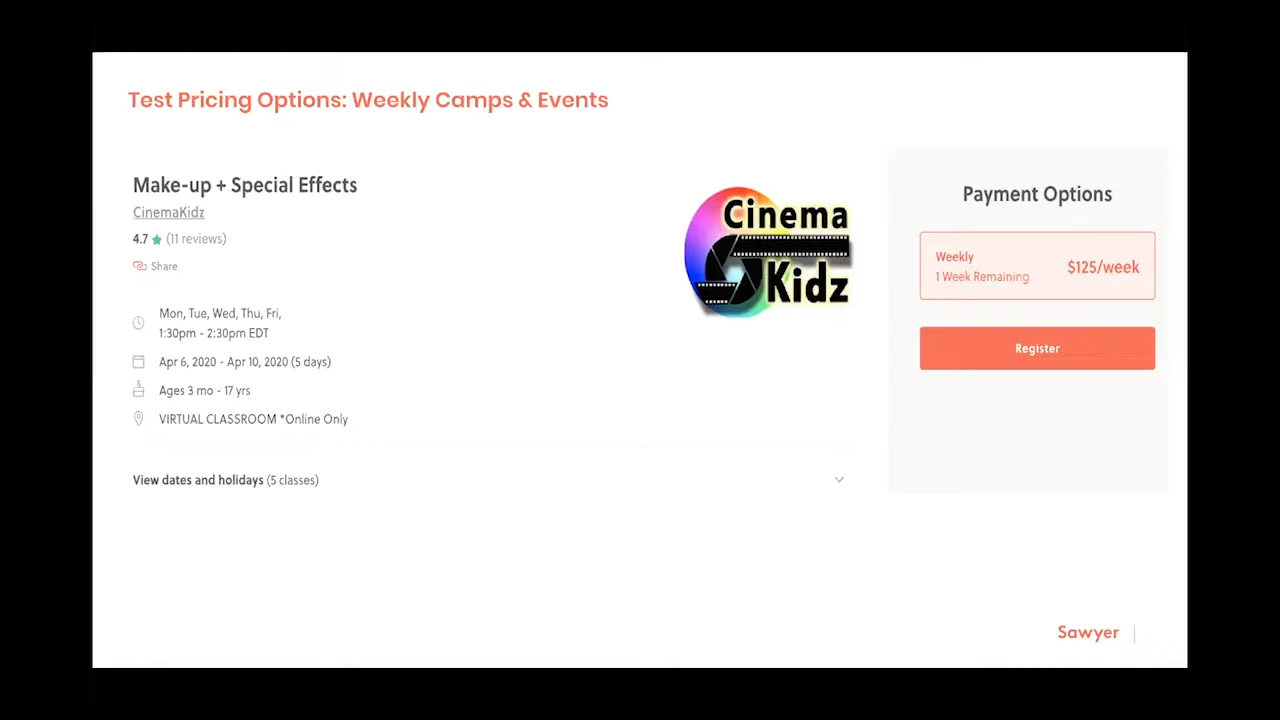 Test Pricing Options: Weekly Camps & Events
Make-up + Special Effects
CinemaKidz
4.7 ★ (11 reviews)
Share
Mon, Tue, Wed, Thu, Fri,
1:30pm - 2:30pm EDT
Apr 6, 2020 - Apr 10, 2020 (5 days)
Ages 3 mo - 17 yrs
VIRTUAL CLASSROOM *Online Only
View dates and holidays (5 classes)
Cinema
Kidz
Payment Options
Weekly
1 Week Remaining
$125/week
Register
Sawyer